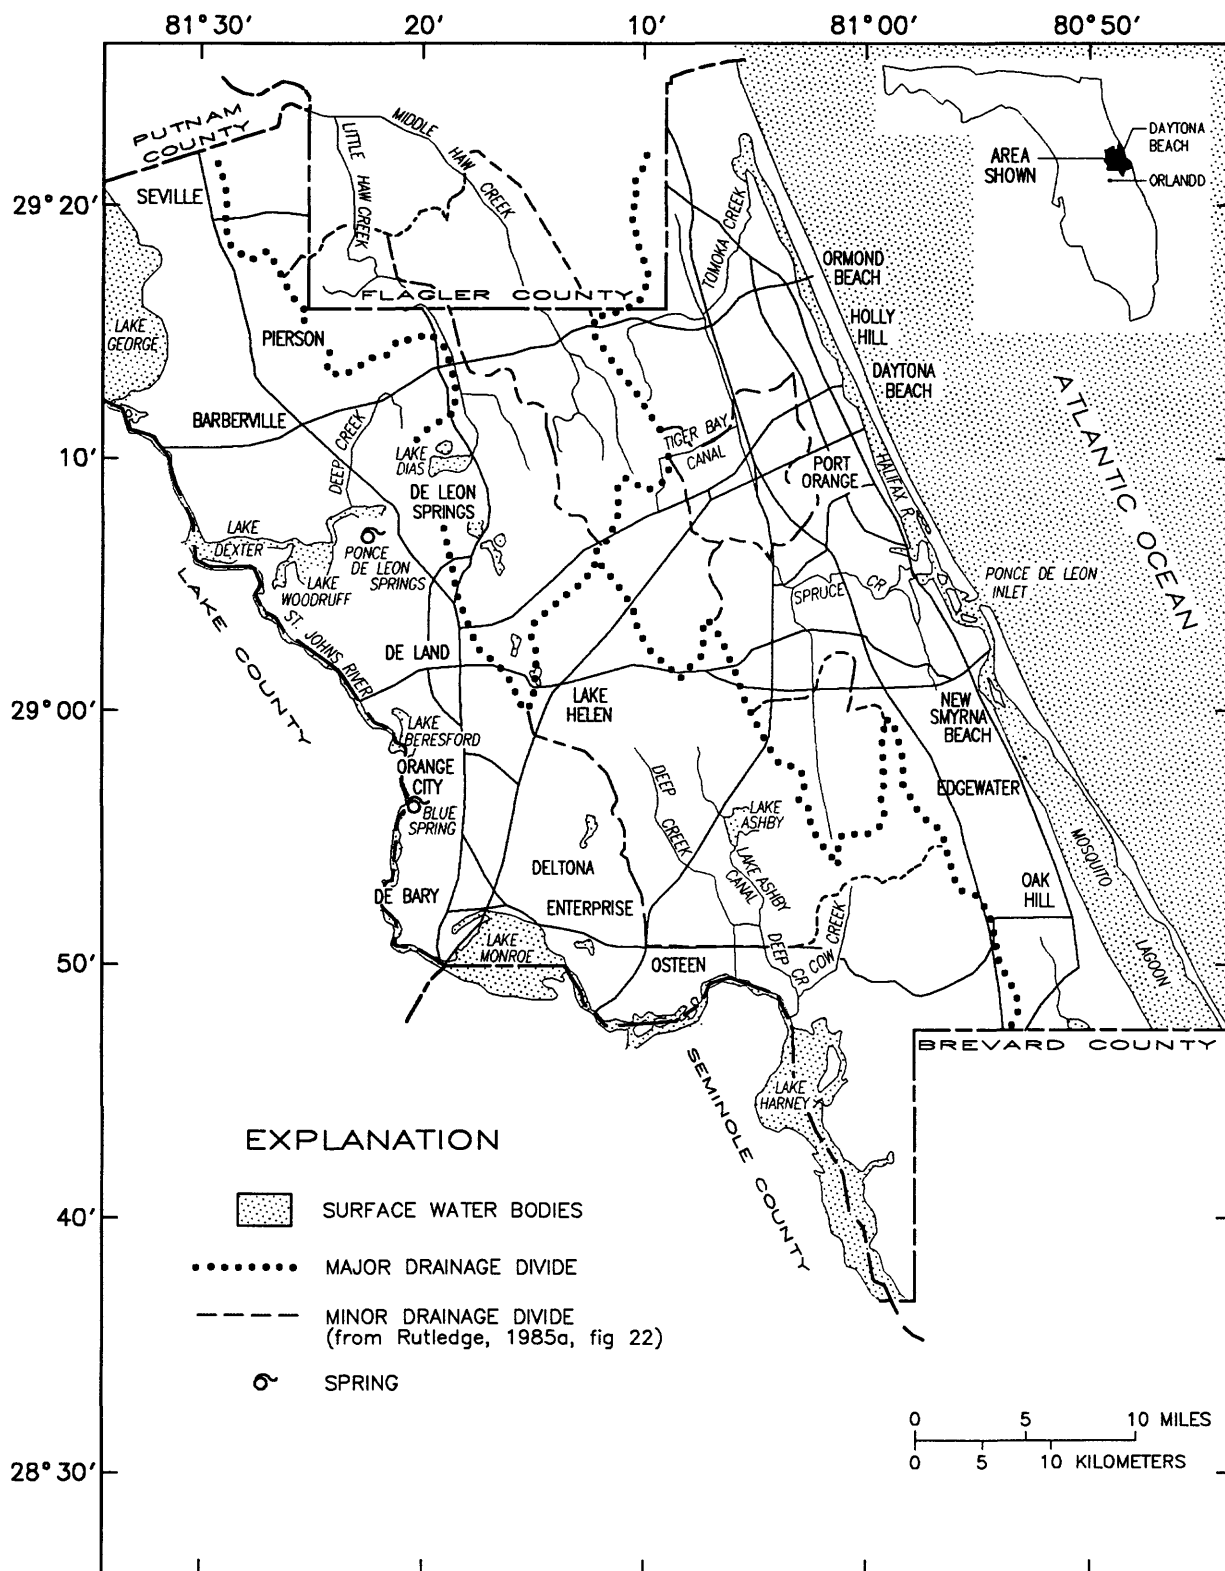 81°30′ 20′ 10′ 81°00′ 80°50′
PUTNAM
COUNTY
SEVILLE
LITTLE HAW CREEK
MIDDLE HAW CREEK
TOMOKA CREEK
AREA
SHOWN
DAYTONA
BEACH
ORLANDO
29°20′
ORMOND
BEACH
FLAGLER COUNTY
LAKE
GEORGE
PIERSON
HOLLY
HILL
DAYTONA
BEACH
ATLANTIC OCEAN
BARBERVILLE
DEEP CREEK
LAKE
DIAS
TIGER BAY
CANAL
10′
DE LEON
SPRINGS
PORT
ORANGE
HALIFAX R
LAKE
DEXTER
LAKE
WOODRUFF
PONCE
DE LEON
SPRINGS
SPRUCE CR
PONCE DE LEON
INLET
LAKE COUNTY
ST. JOHNS RIVER
DE LAND
29°00′
LAKE
HELEN
NEW
SMYRNA
BEACH
LAKE
BERESFORD
ORANGE
CITY
BLUE
SPRING
DEEP CREEK
LAKE
ASHBY
LAKE ASHBY
CANAL
EDGEWATER
MOSQUITO LAGOON
DELTONA
DE BARY
ENTERPRISE
OAK
HILL
LAKE
MONROE
OSTEEN
DEEP CR
COW CREEK
50′
BREVARD COUNTY
SEMINOLE COUNTY
LAKE
HARNEY
EXPLANATION
SURFACE WATER BODIES
40′
MAJOR DRAINAGE DIVIDE
MINOR DRAINAGE DIVIDE
(from Rutledge, 1985a, fig 22)
SPRING
0 5 10 MILES
0 5 10 KILOMETERS
28°30′